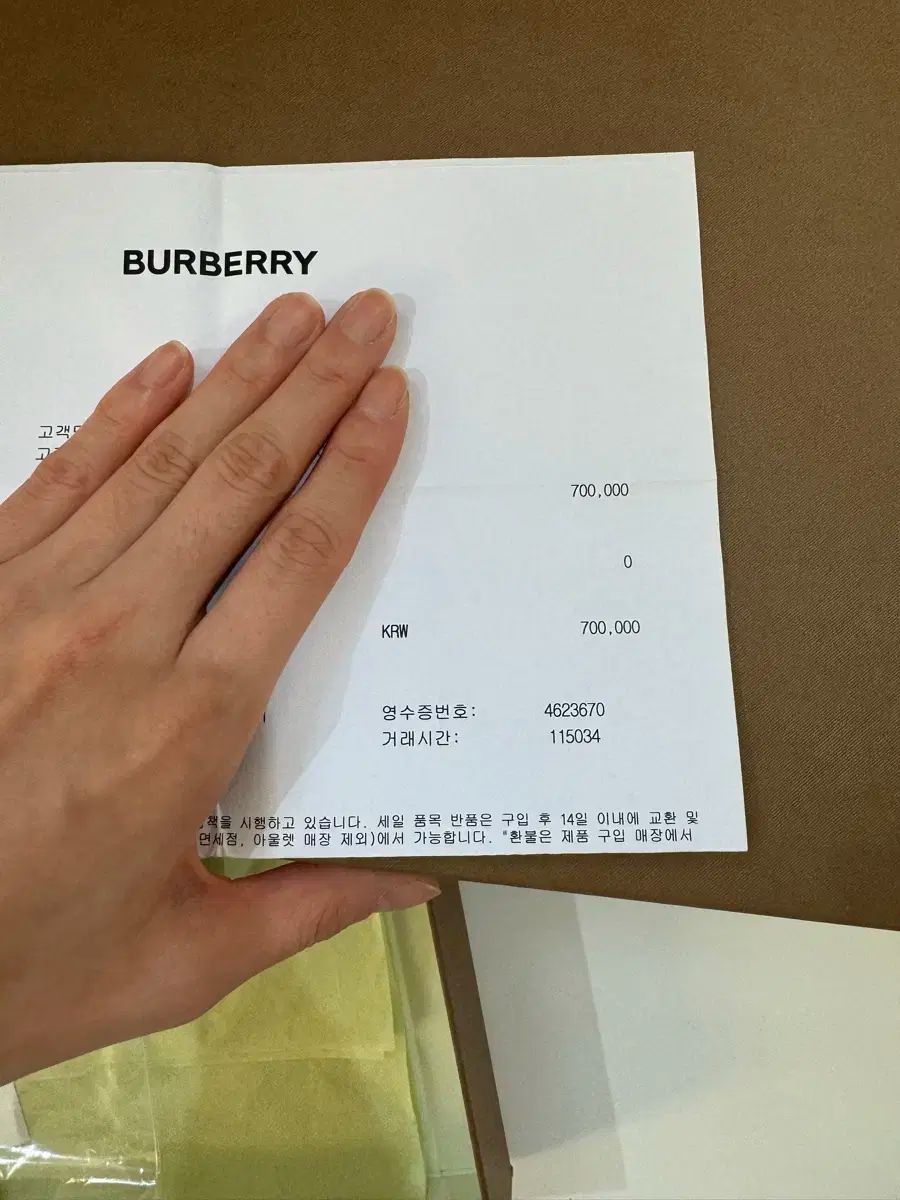 BURBERRY
고객
700,000
0
KRW 700,000
영수증번호: 4623670
거래시간: 115034
시행하고 있습니다. 세일 품목 반품은 구입 후 14일 이내에 교환 및
면세점, 아울렛 매장 제외)에서 가능합니다. "환불은 제품 구입 매장에서